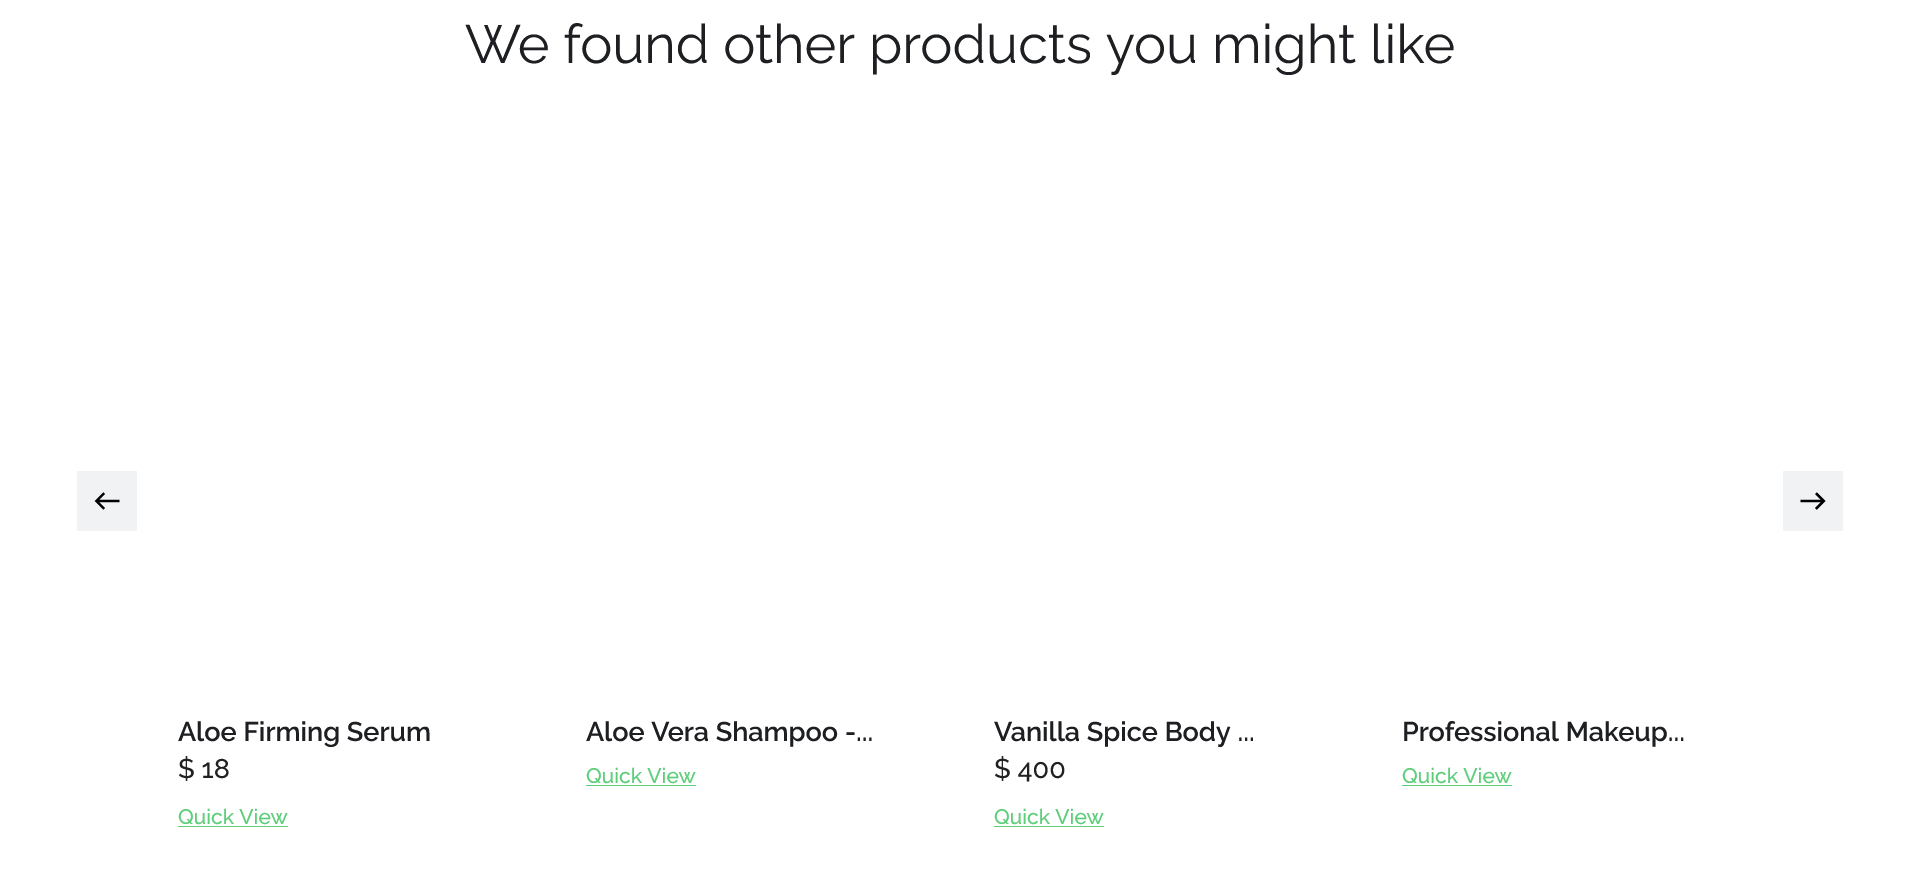 We found other products you might like
Aloe Firming Serum
$ 18
Quick View
Aloe Vera Shampoo -...
Quick View
Vanilla Spice Body ...
$ 400
Quick View
Professional Makeup...
Quick View